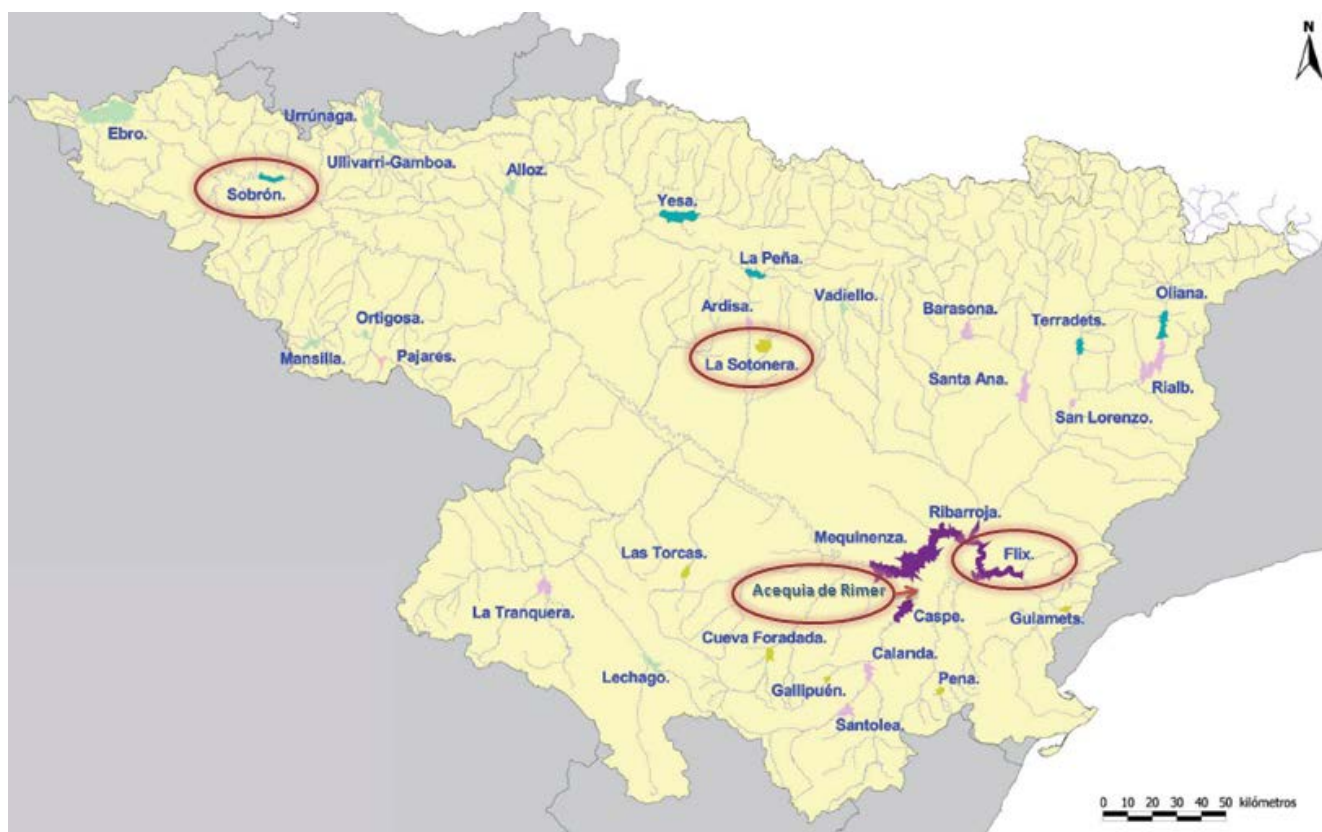 N
Ebro.
Urrúnaga.
Ullivarri-Gamboa.
Sobrón.
Alloz.
Yesa.
La Peña.
Ardisa.
Vadiello.
Barasona.
Terradets.
Oliana.
Ortigosa.
Mansilla.
Pajarés.
La Sotonera.
Santa Ana.
Rialb.
San Lorenzo.
Ribarroja.
Mequinenza.
Flix.
Las Torcas.
Acequia de Rimer
La Tranquera.
Caspe.
Guiamets.
Cueva Foradada.
Calanda.
Lechago.
Gallipuén.
Pena.
Santolea.
0 10 20 30 40 50 kilómetros